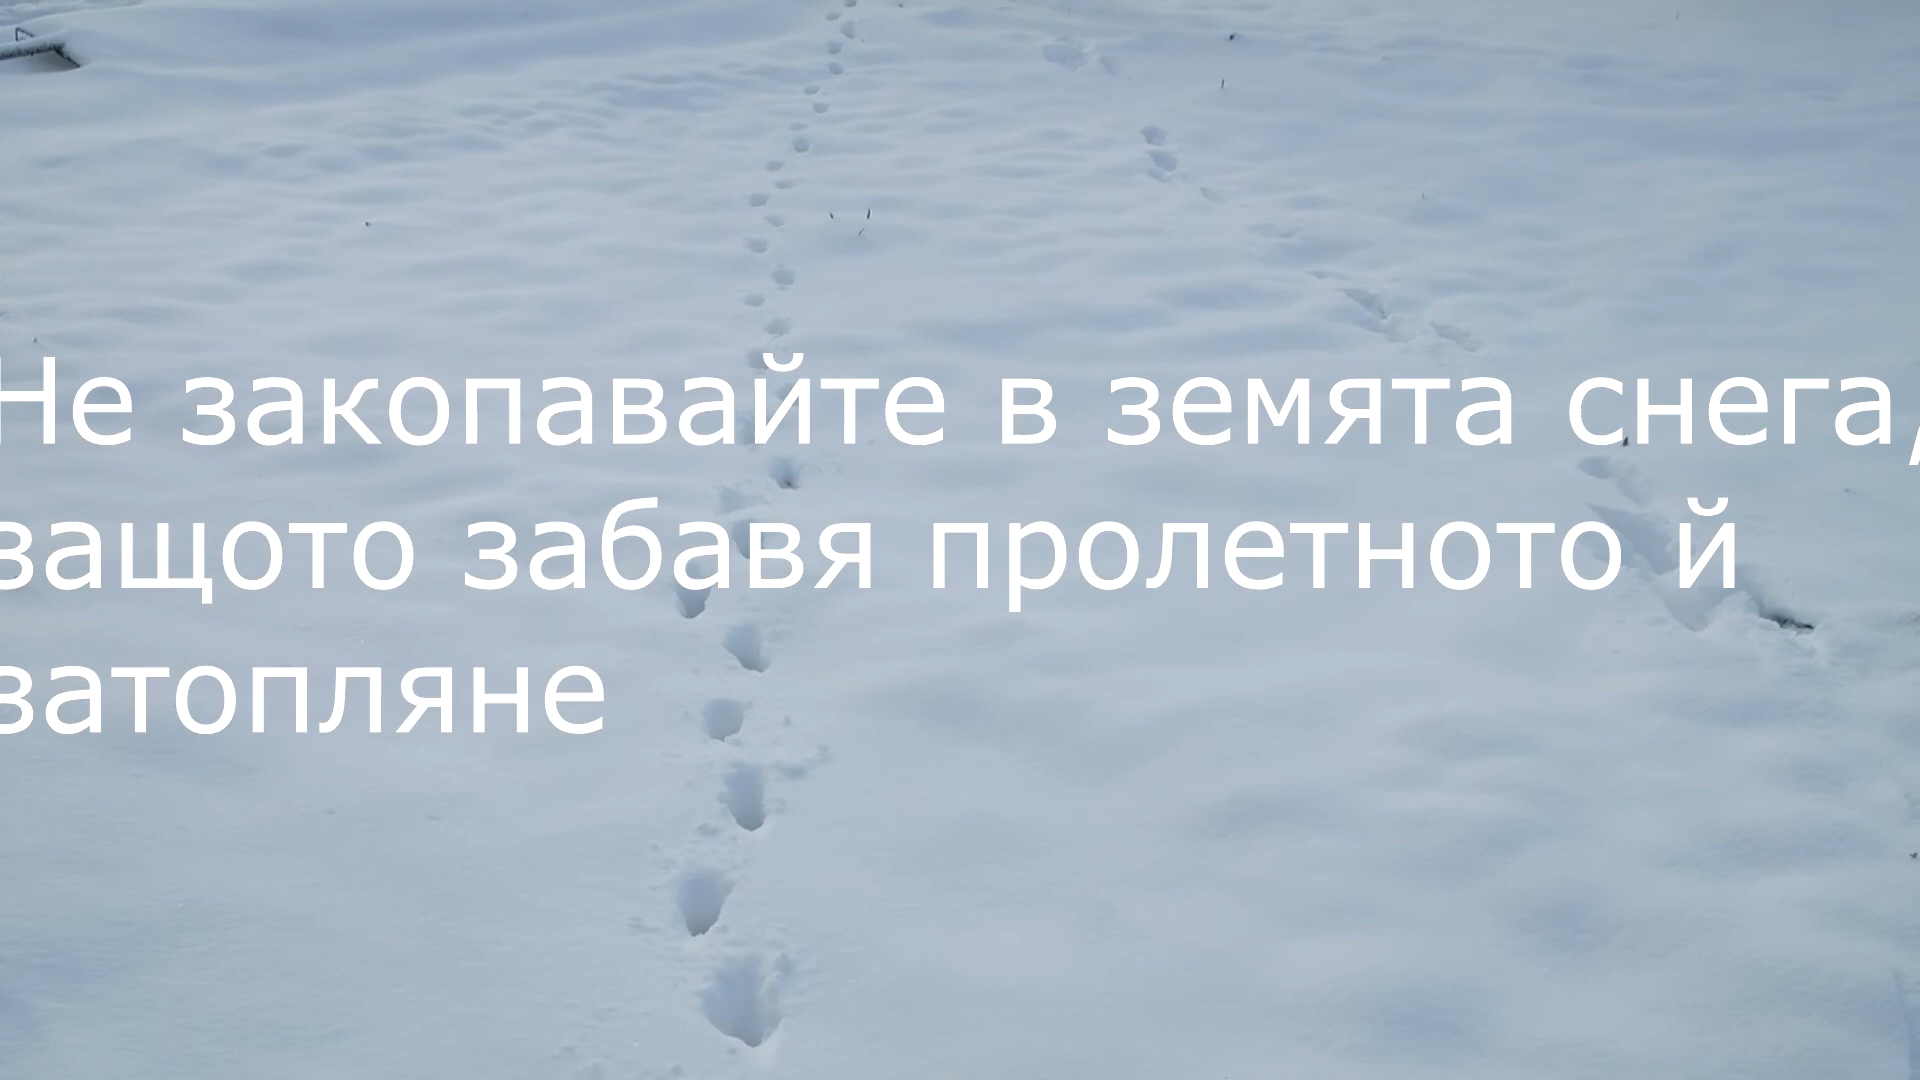 Не закопавайте в земята снега,
защото забавя пролетното й
затопляне